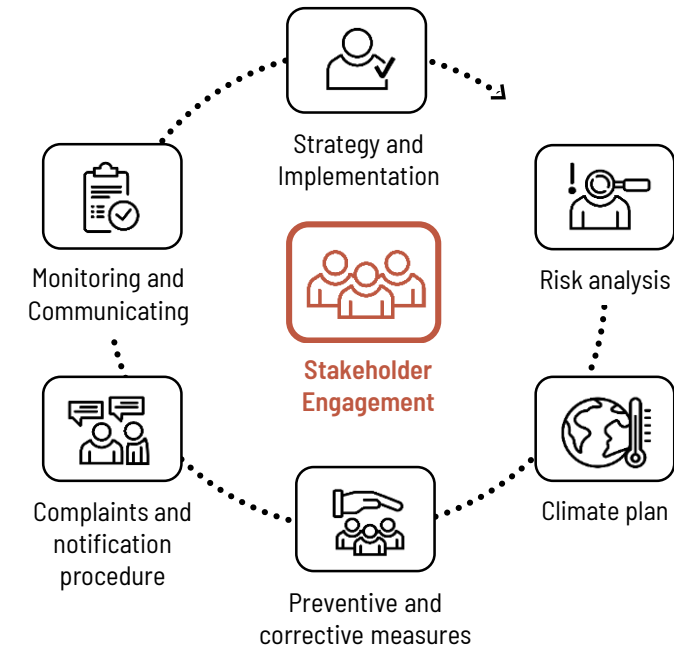 Strategy and
Implementation
Risk analysis
Climate plan
Preventive and
corrective measures
Complaints and
notification
procedure
Monitoring and
Communicating
Stakeholder
Engagement